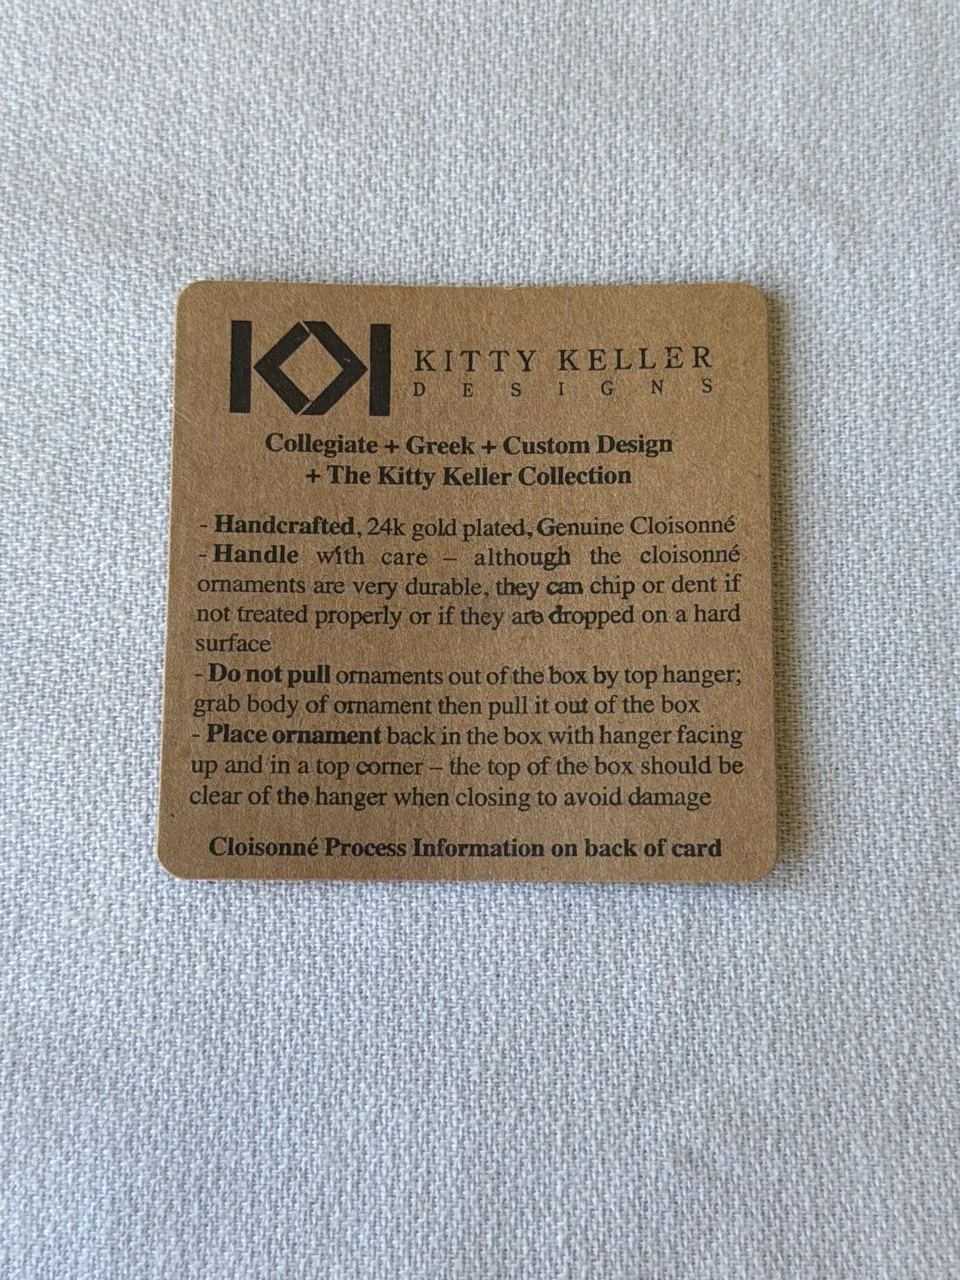 KITTY KELLER
DESIGNS
Collegiate + Greek + Custom Design
+ The Kitty Keller Collection
- Handcrafted, 24k gold plated, Genuine Cloisonné
- Handle with care – although the cloisonné
ornaments are very durable, they can chip or dent if
not treated properly or if they are dropped on a hard
surface
- Do not pull ornaments out of the box by top hanger;
grab body of ornament then pull it out of the box
- Place ornament back in the box with hanger facing
up and in a top corner – the top of the box should be
clear of the hanger when closing to avoid damage
Cloisonné Process Information on back of card